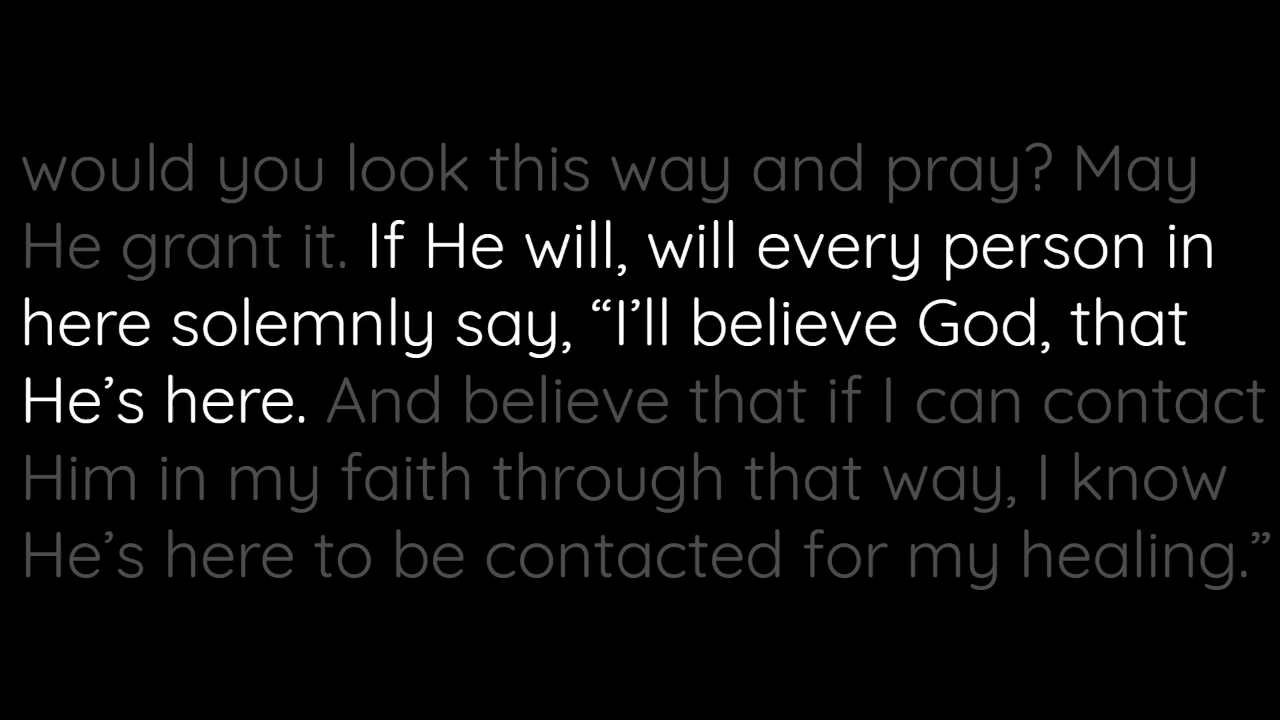 would you look this way and pray? May
He grant it. If He will, will every person in
here solemnly say, “I’ll believe God, that
He’s here. And believe that if I can contact
Him in my faith through that way, I know
He’s here to be contacted for my healing.”